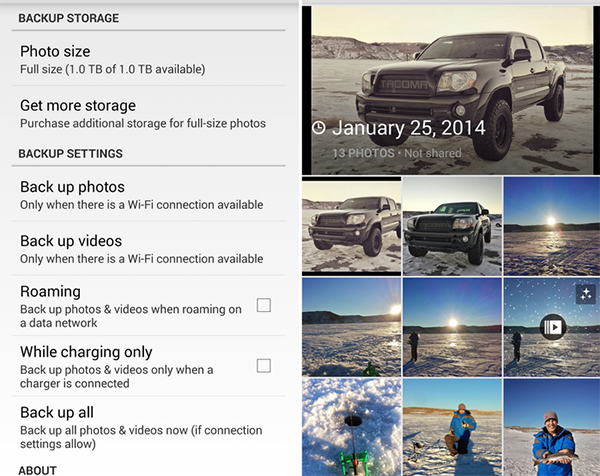 BACKUP STORAGE
Photo size
Full size (1.0 TB of 1.0 TB available)
Get more storage
Purchase additional storage for full-size photos
BACKUP SETTINGS
Back up photos
Only when there is a Wi-Fi connection available
Back up videos
Only when there is a Wi-Fi connection available
Roaming
Back up photos & videos when roaming on
a data network
While charging only
Back up photos & videos only when a
charger is connected
Back up all
Back up all photos & videos now (if connection
settings allow)
ABOUT
TACOMA
January 25, 2014
13 PHOTOS • Not shared